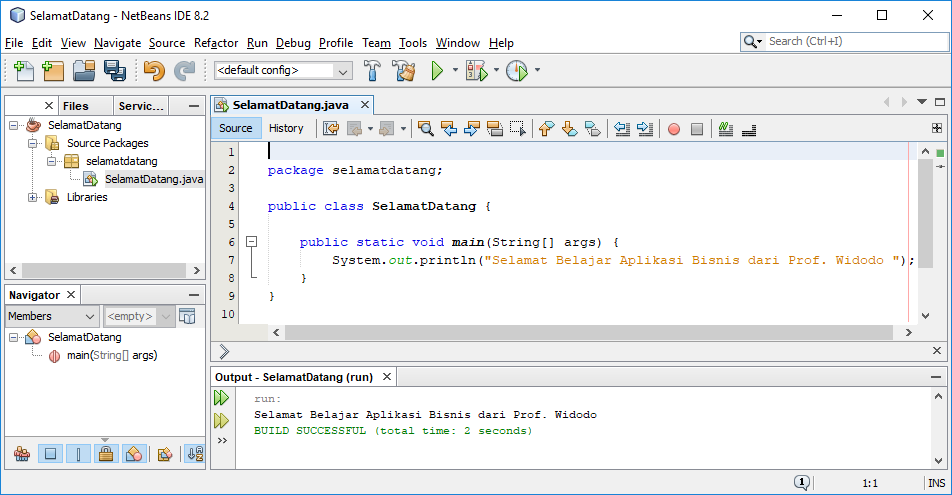 SelamatDatang - NetBeans IDE 8.2
File Edit View Navigate Source Refactor Run Debug Profile Team Tools Window Help
Search (Ctrl+I)
<default config>
Files Servic...
SelamatDatang
Source Packages
selamatdatang
SelamatDatang.java
Libraries
Navigator
Members <empty>
SelamatDatang
main(String[] args)
SelamatDatang.java
Source History
1
2 package selamatdatang;
3
4 public class SelamatDatang {
5
6 public static void main(String[] args) {
7 System.out.println("Selamat Belajar Aplikasi Bisnis dari Prof. Widodo ");
8 }
9 }
10
Output - SelamatDatang (run)
run:
Selamat Belajar Aplikasi Bisnis dari Prof. Widodo
BUILD SUCCESSFUL (total time: 2 seconds)
1 1:1 INS